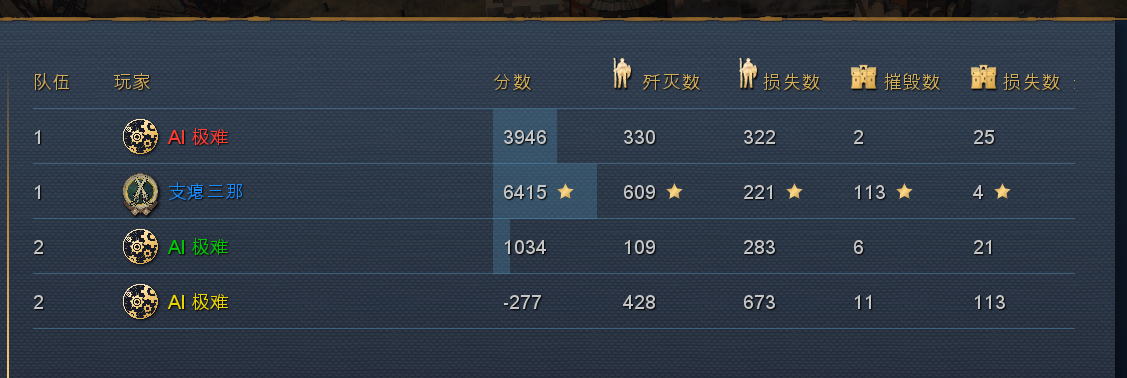 队伍 玩家 分数 歼灭数 损失数 摧毁数 损失数
1 AI 极难 3946 330 322 2 25
1 支瘪三那 6415 609 221 113 4
2 AI 极难 1034 109 283 6 21
2 AI 极难 -277 428 673 11 113